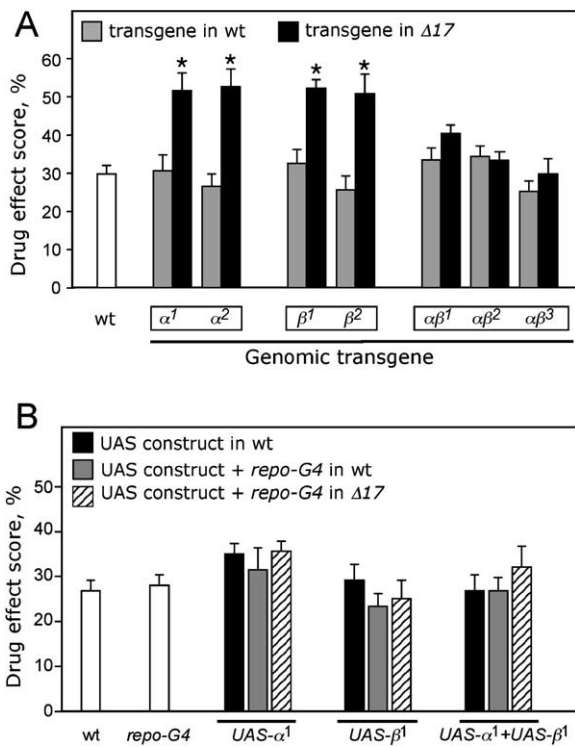 A
transgene in wt transgene in Δ17
Drug effect score, %
60
50
40
30
20
10
0
* * * *
wt α1 α2 β1 β2 αβ1 αβ2 αβ3
Genomic transgene
B
UAS construct in wt
UAS construct + repo-G4 in wt
UAS construct + repo-G4 in Δ17
Drug effect score, %
50
40
30
20
10
0
wt repo-G4 UAS-α1 UAS-β1 UAS-α1+UAS-β1